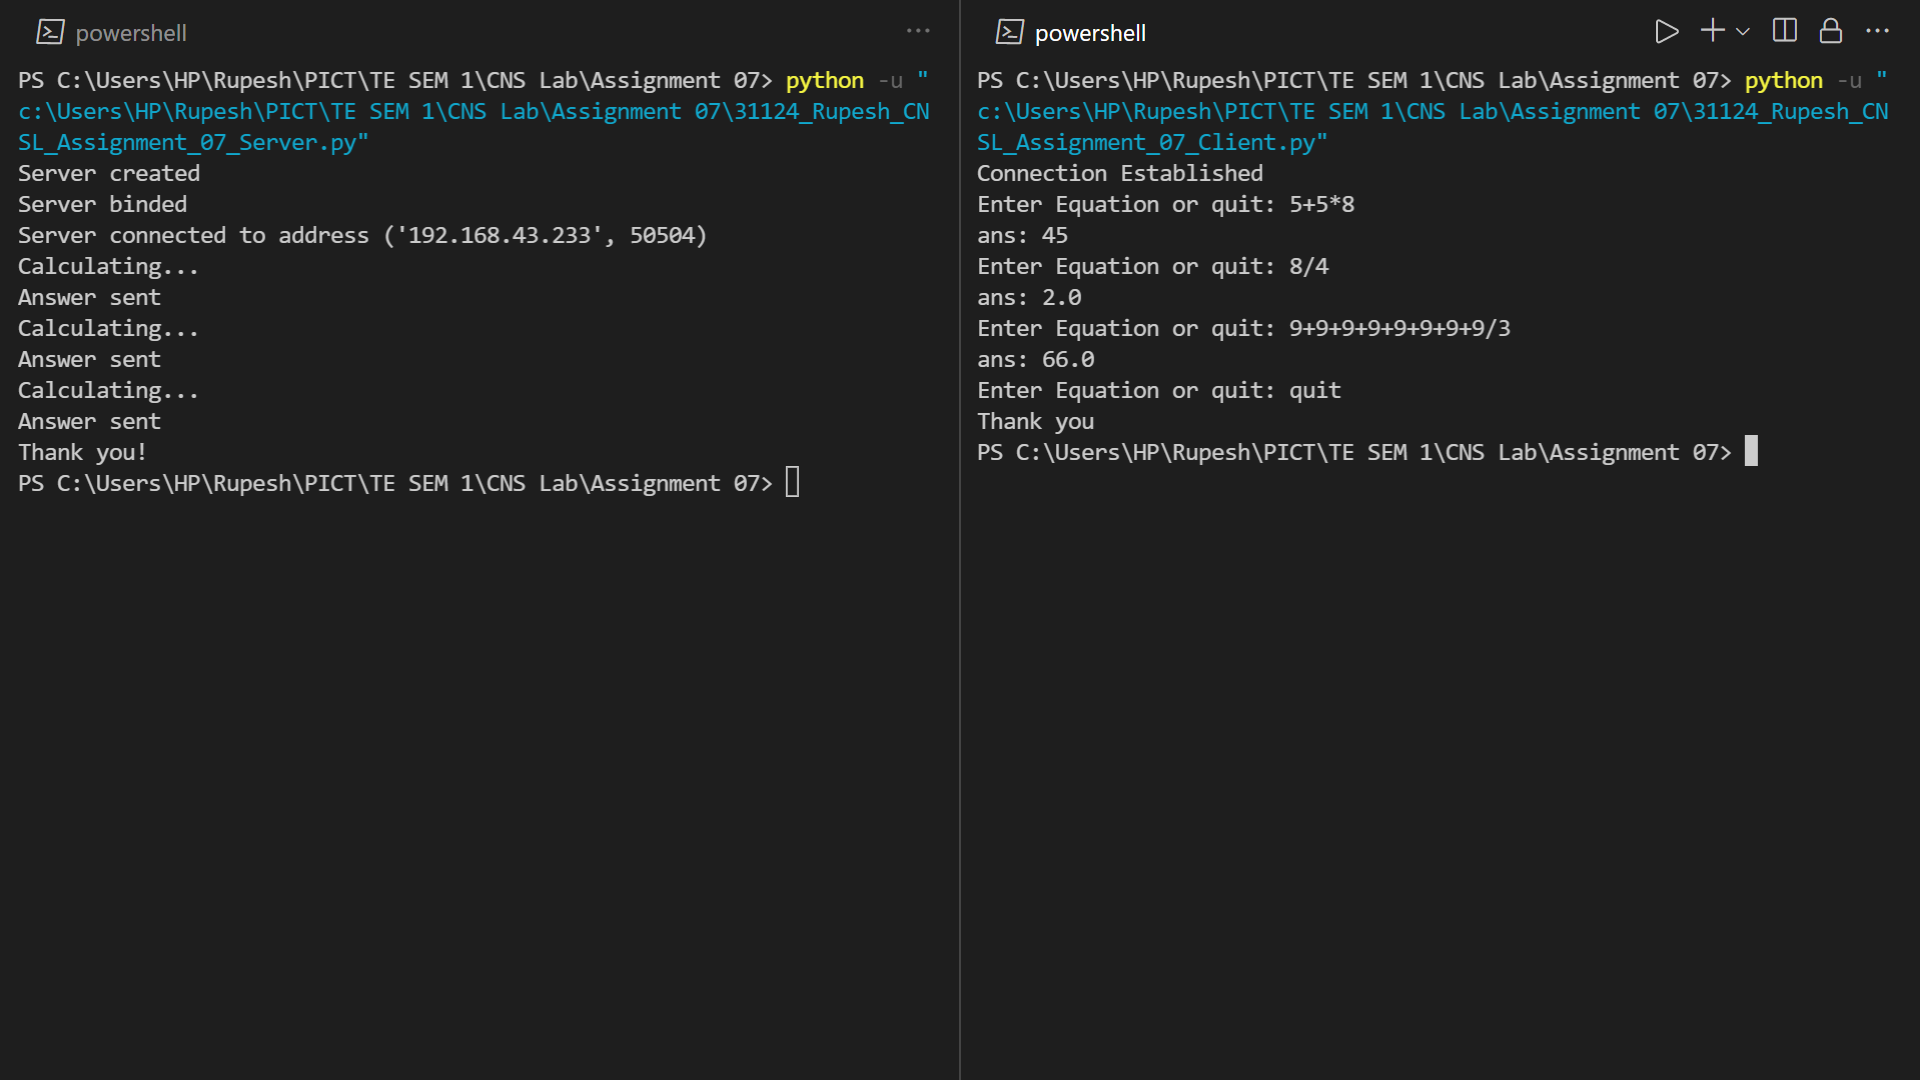 powershell
PS C:\Users\HP\Rupesh\PICT\TE SEM 1\CNS Lab\Assignment 07> python -u "
c:\Users\HP\Rupesh\PICT\TE SEM 1\CNS Lab\Assignment 07\31124_Rupesh_CN
SL_Assignment_07_Server.py"
Server created
Server binded
Server connected to address ('192.168.43.233', 50504)
Calculating...
Answer sent
Calculating...
Answer sent
Calculating...
Answer sent
Thank you!
PS C:\Users\HP\Rupesh\PICT\TE SEM 1\CNS Lab\Assignment 07>
powershell
PS C:\Users\HP\Rupesh\PICT\TE SEM 1\CNS Lab\Assignment 07> python -u "
c:\Users\HP\Rupesh\PICT\TE SEM 1\CNS Lab\Assignment 07\31124_Rupesh_CN
SL_Assignment_07_Client.py"
Connection Established
Enter Equation or quit: 5+5*8
ans: 45
Enter Equation or quit: 8/4
ans: 2.0
Enter Equation or quit: 9+9+9+9+9+9+9+9/3
ans: 66.0
Enter Equation or quit: quit
Thank you
PS C:\Users\HP\Rupesh\PICT\TE SEM 1\CNS Lab\Assignment 07>